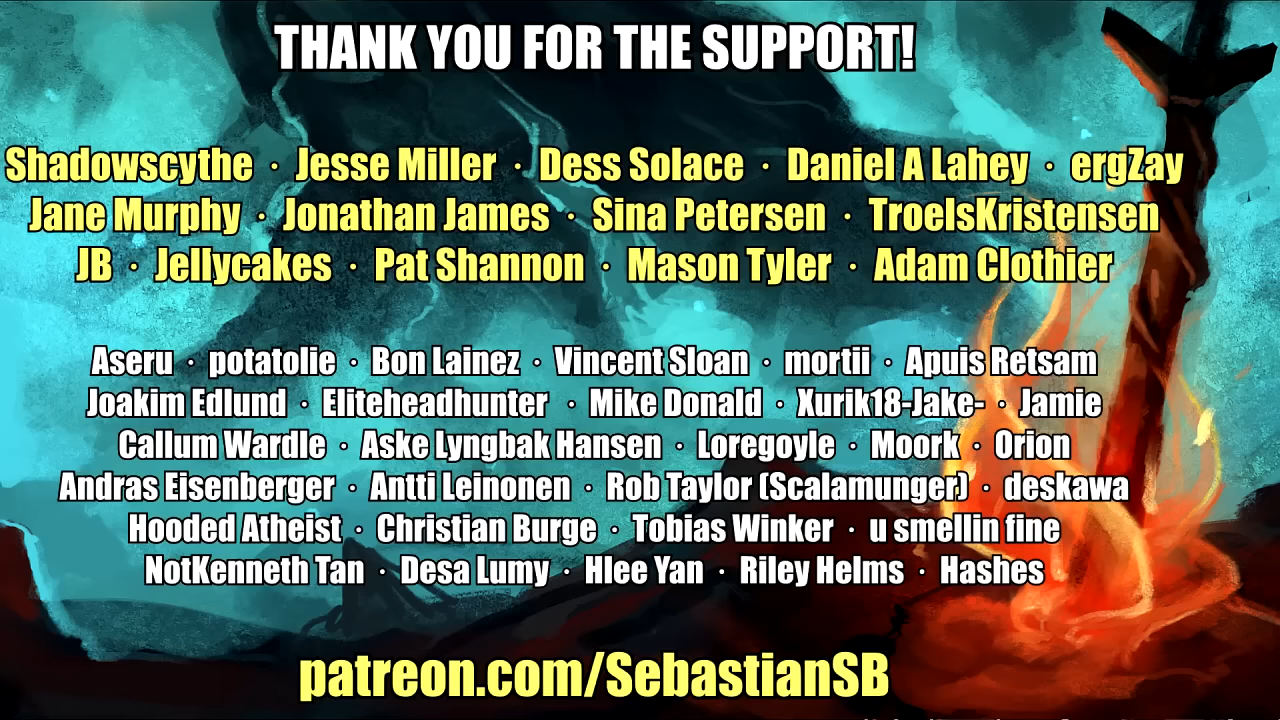 THANK YOU FOR THE SUPPORT!
Shadowscythe · Jesse Miller · Dess Solace · Daniel A Lahey · ergZay
Jane Murphy · Jonathan James · Sina Petersen · TroelsKristensen
JB · Jellycakes · Pat Shannon · Mason Tyler · Adam Clothier
Aseru · potatolie · Bon Lainez · Vincent Sloan · mortii · Apuis Retsam
Joakim Edlund · Eliteheadhunter · Mike Donald · Xurik18-Jake- · Jamie
Callum Wardle · Aske Lyngbak Hansen · Loregoyle · Moork · Orion
Andras Eisenberger · Antti Leinonen · Rob Taylor (Scalamunger) · deskawa
Hooded Atheist · Christian Burge · Tobias Winker · u smellin fine
NotKenneth Tan · Desa Lumy · Hlee Yan · Riley Helms · Hashes
patreon.com/SebastianSB